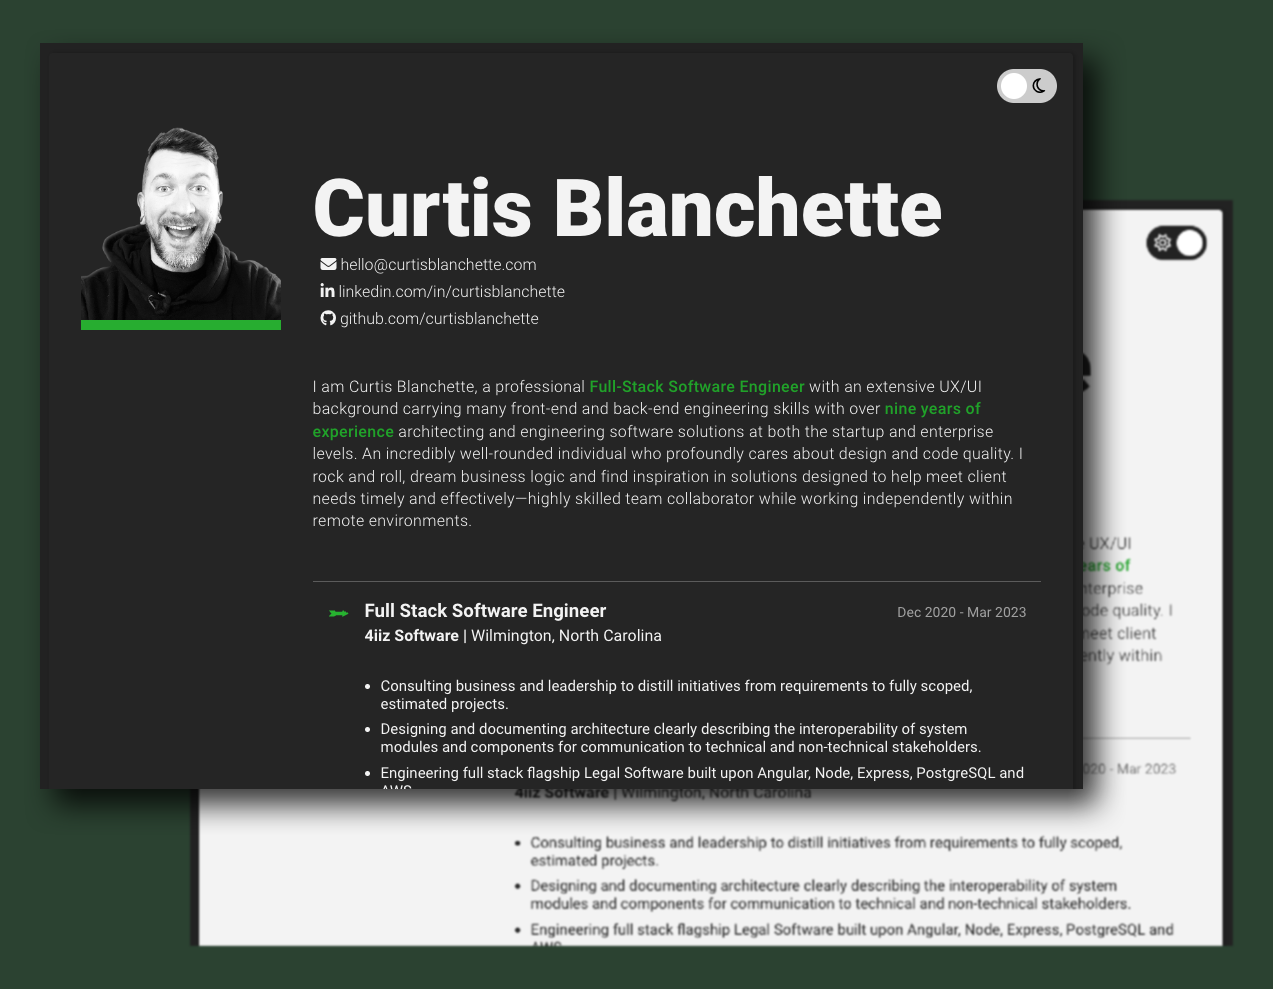 Curtis Blanchette
hello@curtisblanchette.com
linkedin.com/in/curtisblanchette
github.com/curtisblanchette
I am Curtis Blanchette, a professional Full-Stack Software Engineer with an extensive UX/UI
background carrying many front-end and back-end engineering skills with over nine years of
experience architecting and engineering software solutions at both the startup and enterprise
levels. An incredibly well-rounded individual who profoundly cares about design and code quality. I
rock and roll, dream business logic and find inspiration in solutions designed to help meet client
needs timely and effectively—highly skilled team collaborator while working independently within
remote environments.
Full Stack Software Engineer
Dec 2020 - Mar 2023
4iiz Software | Wilmington, North Carolina
• Consulting business and leadership to distill initiatives from requirements to fully scoped,
estimated projects.
• Designing and documenting architecture clearly describing the interoperability of system
modules and components for communication to technical and non-technical stakeholders.
• Engineering full stack flagship Legal Software built upon Angular, Node, Express, PostgreSQL and
AWS
e
UX/UI
ears of
terprise
ode quality. I
meet client
ently within
020 - Mar 2023
4iiz Software | Wilmington, North Carolina
• Consulting business and leadership to distill initiatives from requirements to fully scoped,
estimated projects.
• Designing and documenting architecture clearly describing the interoperability of system
modules and components for communication to technical and non-technical stakeholders.
• Engineering full stack flagship Legal Software built upon Angular, Node, Express, PostgreSQL and
AWS